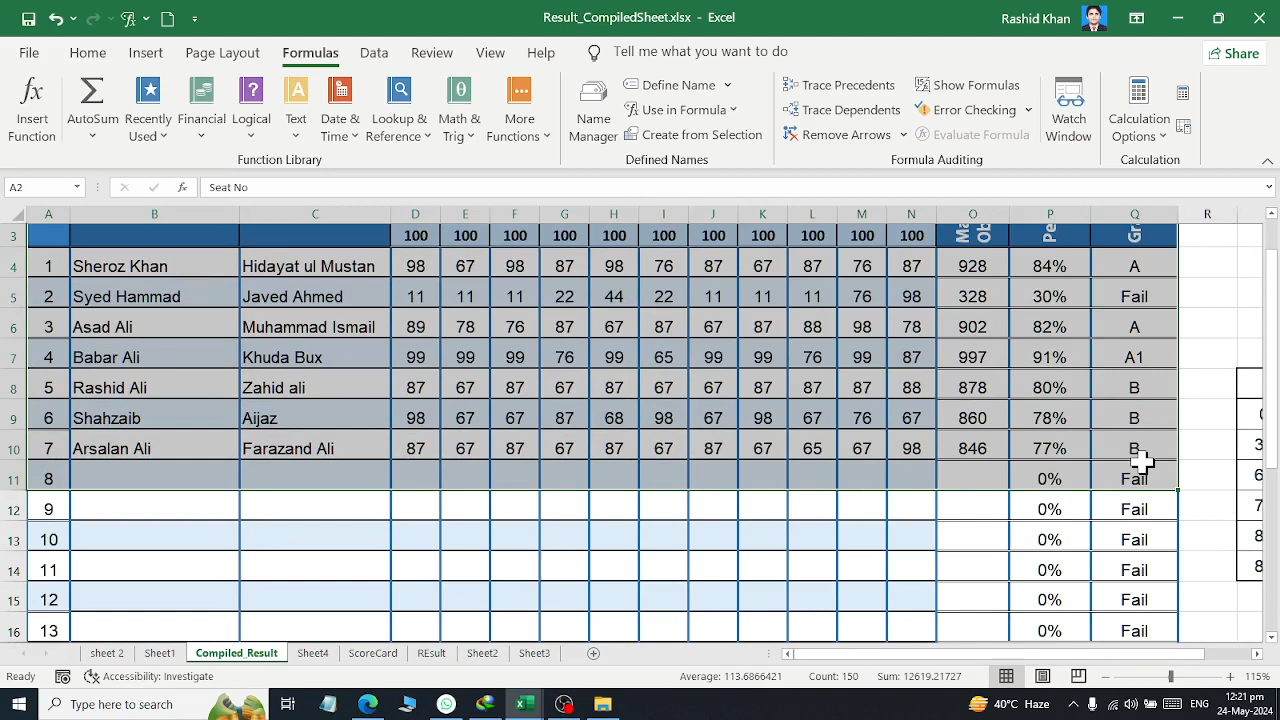 Result_CompiledSheet.xlsx - Excel
Rashid Khan
File Home Insert Page Layout Formulas Data Review View Help Tell me what you want to do Share
Insert Function
AutoSum
Recently Used
Financial
Logical
Text
Date & Time
Lookup & Reference
Math & Trig
More Functions
Function Library
Name Manager
Define Name
Use in Formula
Create from Selection
Defined Names
Trace Precedents
Trace Dependents
Remove Arrows
Show Formulas
Error Checking
Evaluate Formula
Formula Auditing
Watch Window
Calculation Options
Calculation
A2 fx Seat No
A B C D E F G H I J K L M N O P Q R
3 100 100 100 100 100 100 100 100 100 100 100 Ma Ob Pe Gr
4 1 Sheroz Khan Hidayat ul Mustan 98 67 98 87 98 76 87 67 87 76 87 928 84% A
5 2 Syed Hammad Javed Ahmed 11 11 11 22 44 22 11 11 11 76 98 328 30% Fail
6 3 Asad Ali Muhammad Ismail 89 78 76 87 67 87 67 87 88 98 78 902 82% A
7 4 Babar Ali Khuda Bux 99 99 99 76 99 65 99 99 76 99 87 997 91% A1
8 5 Rashid Ali Zahid ali 87 67 87 87 67 67 87 67 87 87 88 878 80% B
9 6 Shahzaib Aijaz 98 67 67 87 68 98 67 98 67 76 67 860 78% B
10 7 Arsalan Ali Farazand Ali 87 67 87 67 87 67 87 67 65 67 98 846 77% B
11 8 0% Fail
12 9 0% Fail
13 10 0% Fail
14 11 0% Fail
15 12 0% Fail
16 13 0% Fail
3
6
7
8
8
sheet 2 Sheet1 Compiled_Result Sheet4 ScoreCard REsult Sheet2 Sheet3
Ready Accessibility: Investigate Average: 113.6866421 Count: 150 Sum: 12619.21727 115%
Type here to search 40°C Haze ENG 12:21 pm
24-May-2024